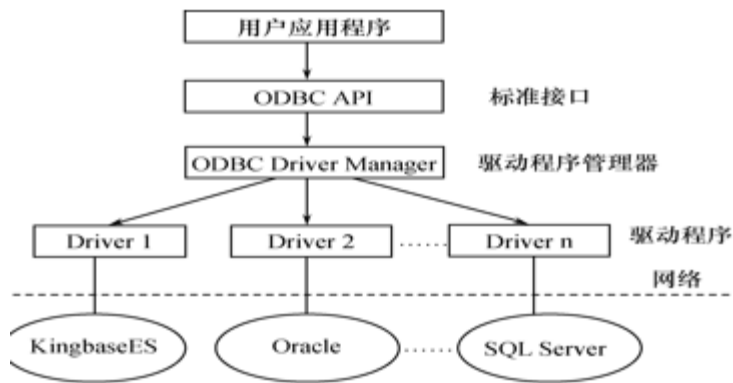 用户应用程序
ODBC API 标准接口
ODBC Driver Manager 驱动程序管理器
Driver 1 Driver 2 …… Driver n 驱动程序
网络
KingbaseES Oracle …… SQL Server